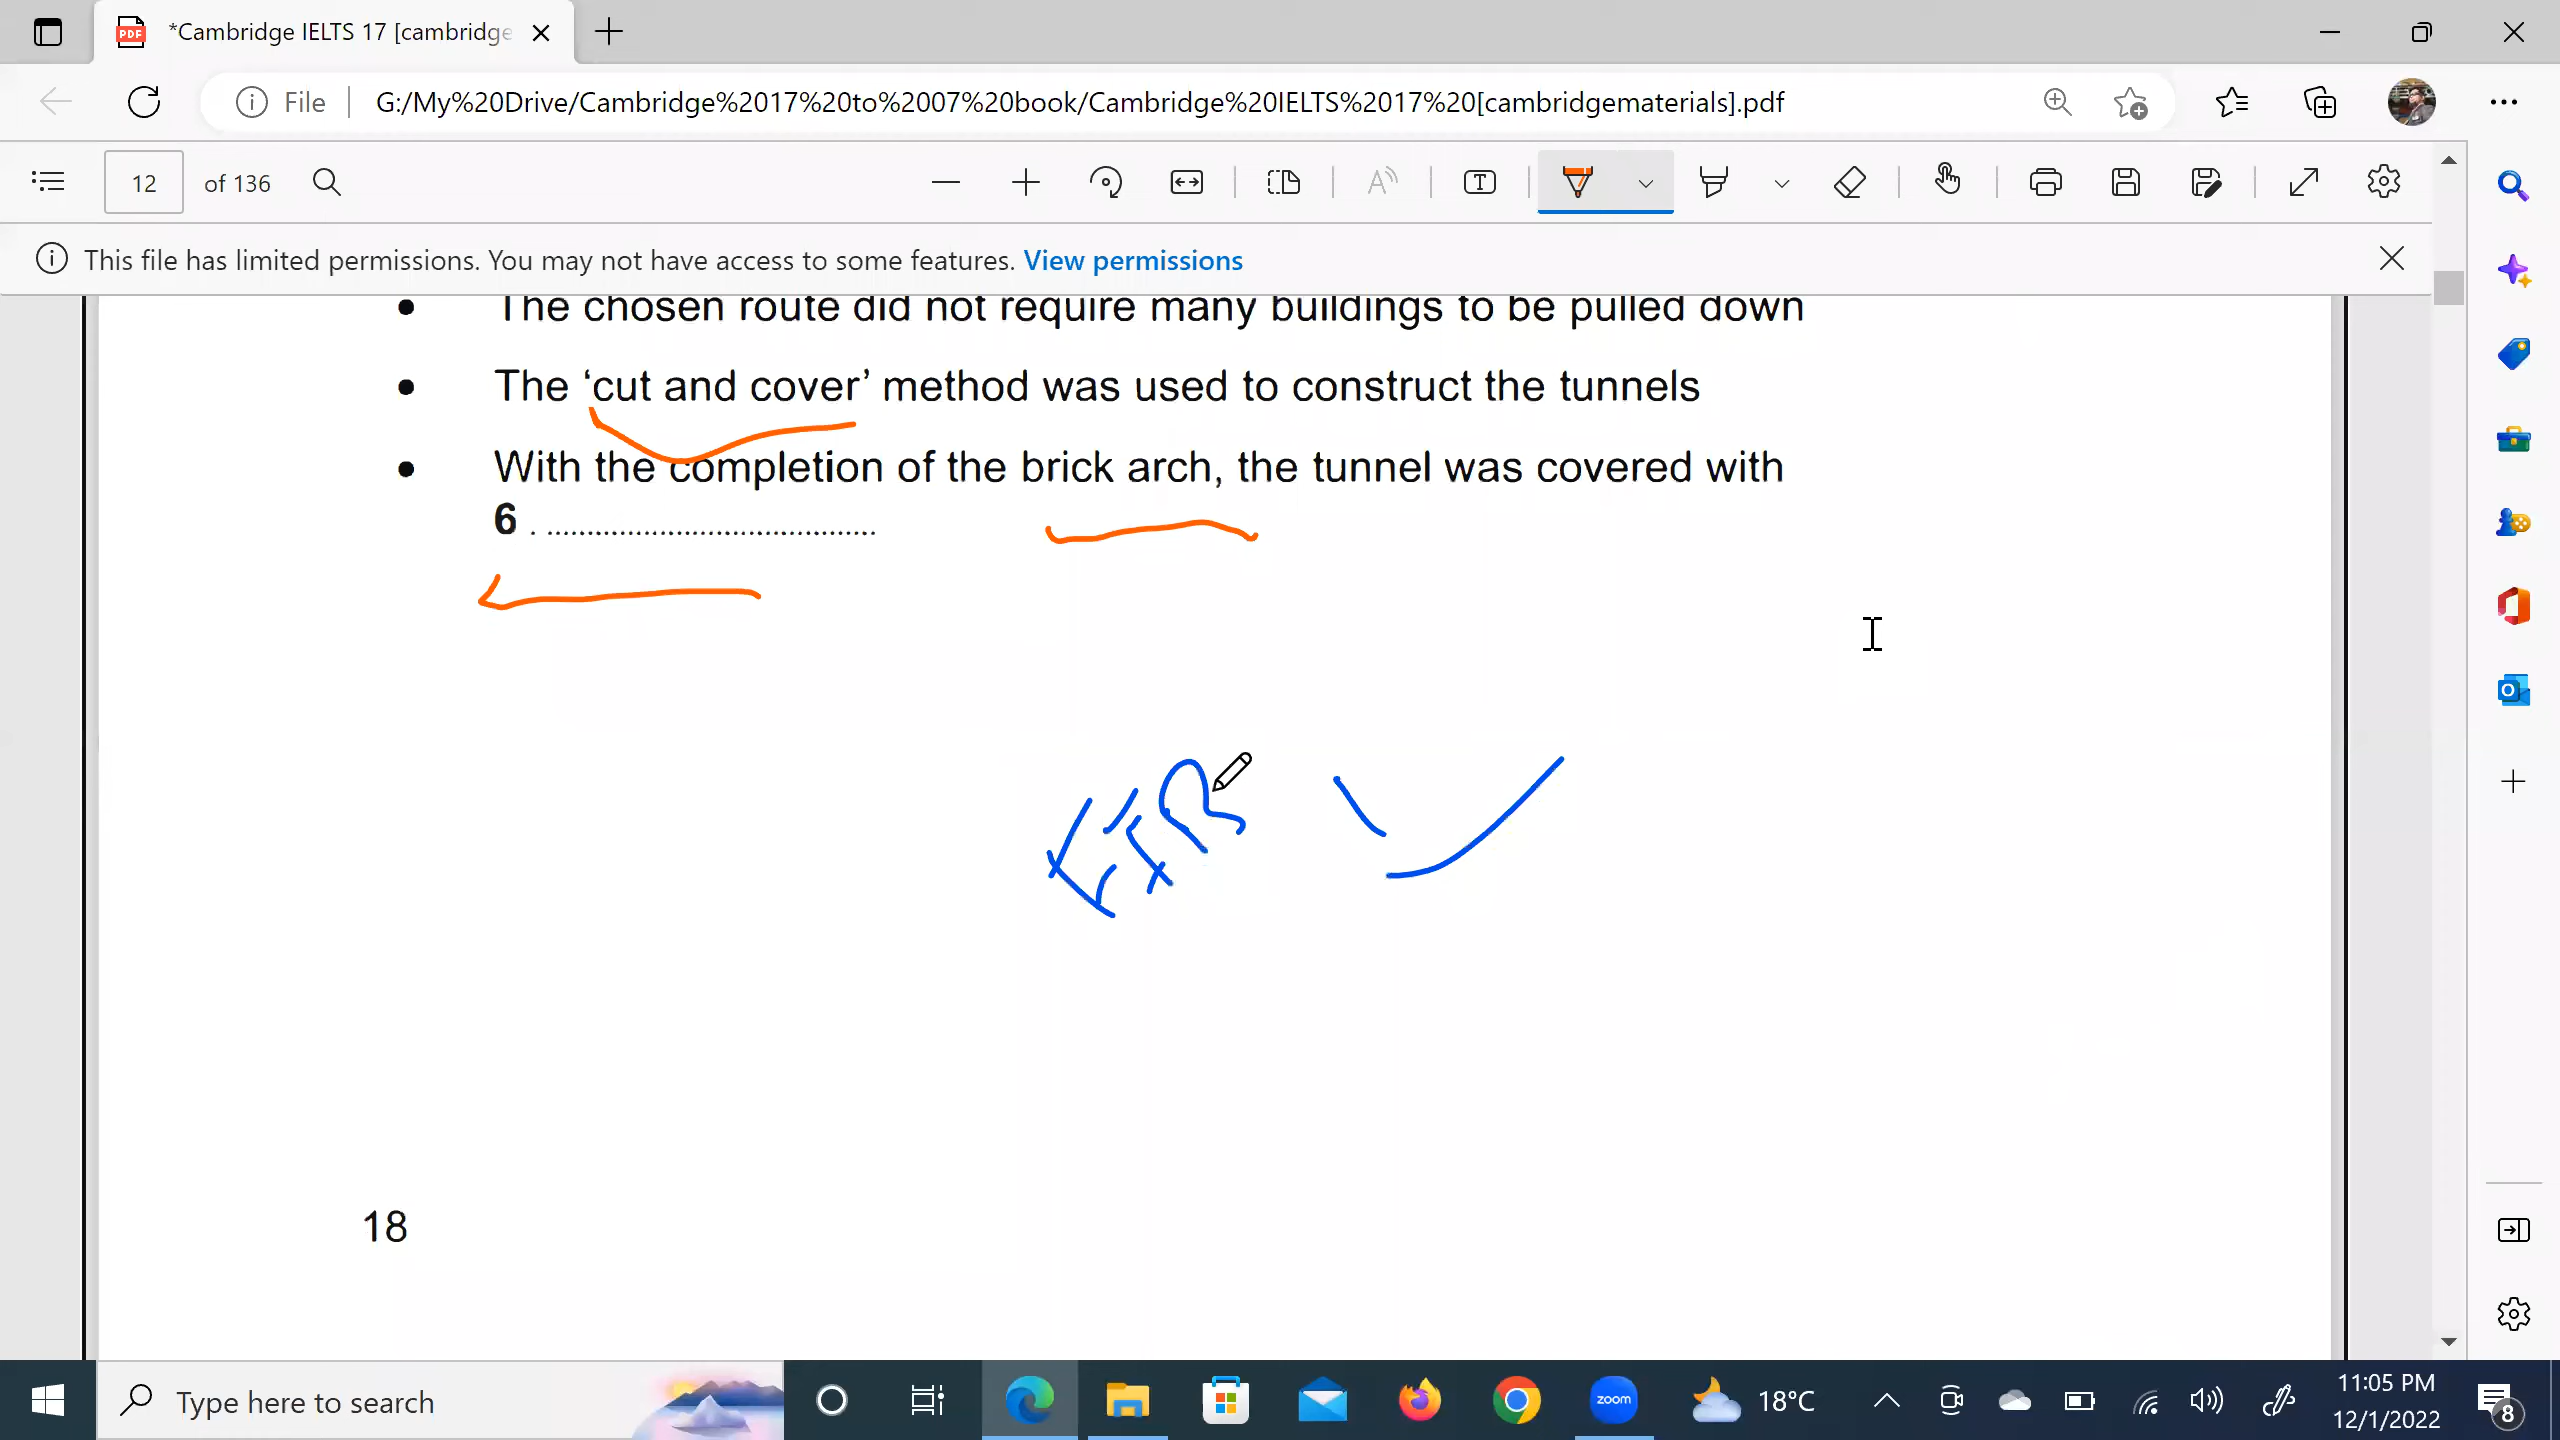 *Cambridge IELTS 17 [cambridge
File
G:/My%20Drive/Cambridge%2017%20to%2007%20book/Cambridge%20IELTS%2017%20[cambridgematerials].pdf
12 of 136
This file has limited permissions. You may not have access to some features. View permissions
• The chosen route did not require many buildings to be pulled down
• The ‘cut and cover’ method was used to construct the tunnels
• With the completion of the brick arch, the tunnel was covered with
6 . ......................................
18
Type here to search
zoom
18°C
11:05 PM
12/1/2022
8